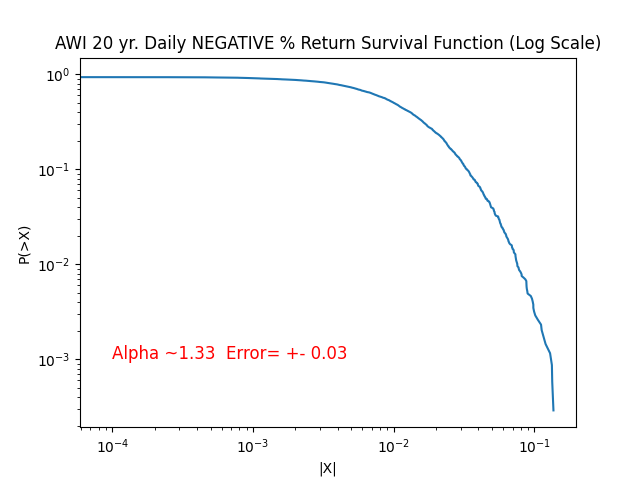 AWI 20 yr. Daily NEGATIVE % Return Survival Function (Log Scale)
10⁰
10⁻¹
10⁻²
10⁻³
P(>X)
Alpha ~1.33  Error= +- 0.03
10⁻⁴ 10⁻³ 10⁻² 10⁻¹
|X|